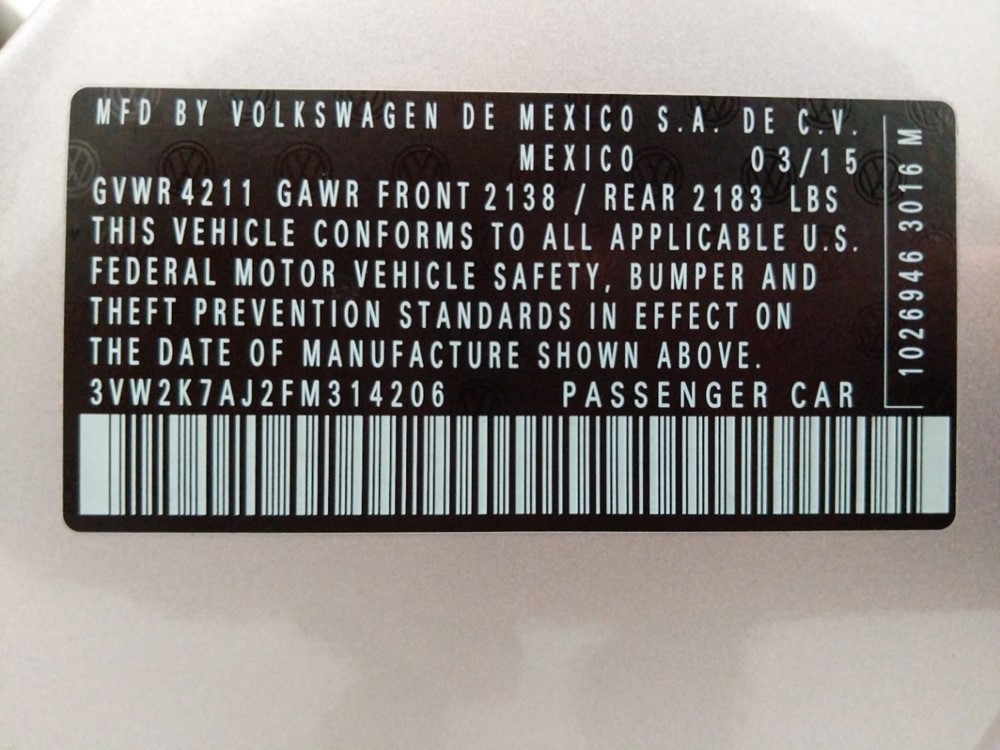 MFD BY VOLKSWAGEN DE MEXICO S.A. DE C.V.
MEXICO 03/15
GVWR 4211 GAWR FRONT 2138 / REAR 2183 LBS
THIS VEHICLE CONFORMS TO ALL APPLICABLE U.S.
FEDERAL MOTOR VEHICLE SAFETY, BUMPER AND
THEFT PREVENTION STANDARDS IN EFFECT ON
THE DATE OF MANUFACTURE SHOWN ABOVE.
3VW2K7AJ2FM314206 PASSENGER CAR
1026946 3016 M